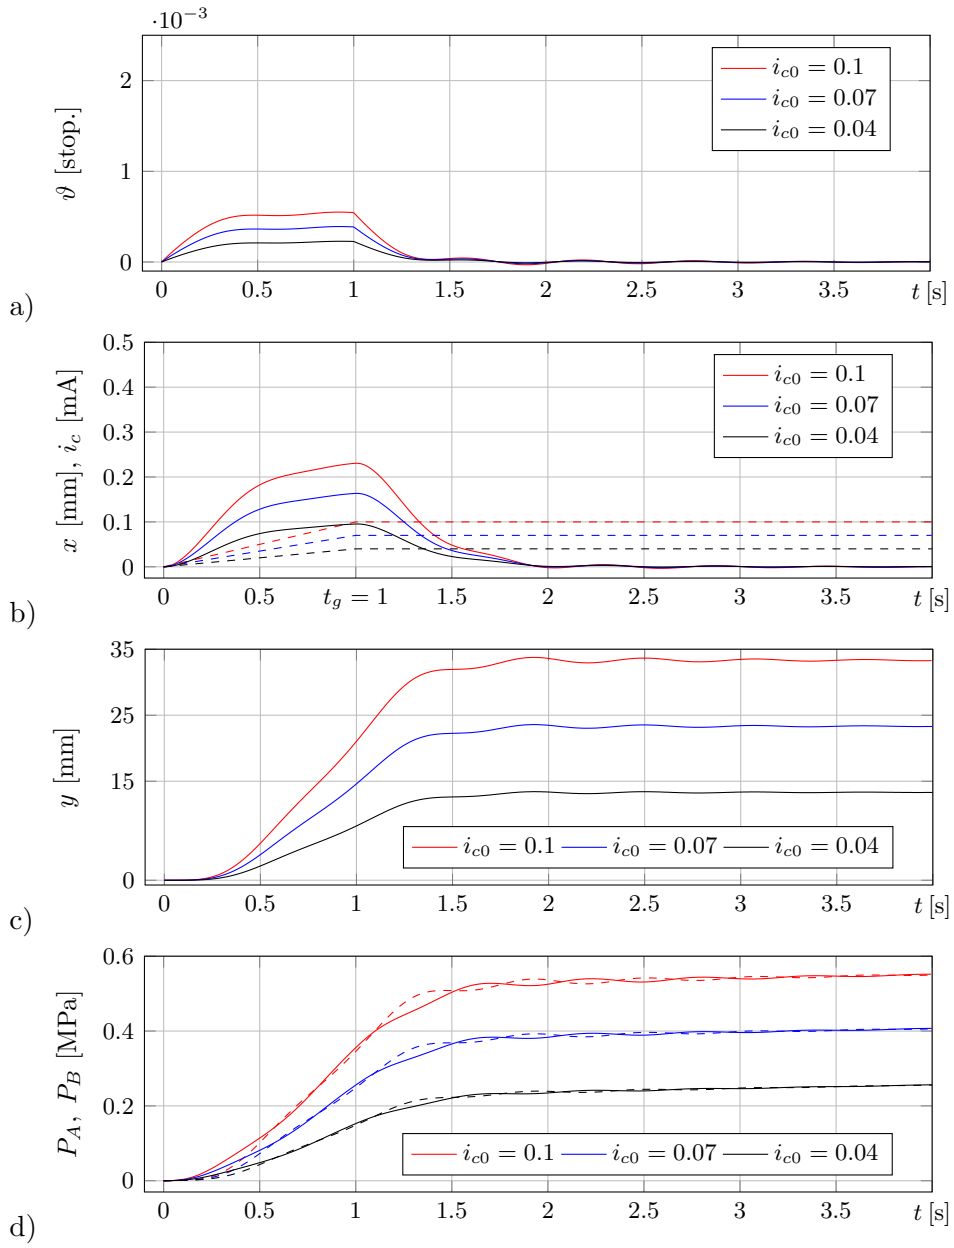 ·10⁻³
2
1
0
ϑ [stop.]
i_c0 = 0.1
i_c0 = 0.07
i_c0 = 0.04
0 0.5 1 1.5 2 2.5 3 3.5 t [s]
a)
0.5
0.4
0.3
0.2
0.1
0
x [mm], i_c [mA]
i_c0 = 0.1
i_c0 = 0.07
i_c0 = 0.04
0 0.5 t_g = 1 1.5 2 2.5 3 3.5 t [s]
b)
35
25
15
0
y [mm]
i_c0 = 0.1 i_c0 = 0.07 i_c0 = 0.04
0 0.5 1 1.5 2 2.5 3 3.5 t [s]
c)
0.6
0.4
0.2
0
P_A, P_B [MPa]
i_c0 = 0.1 i_c0 = 0.07 i_c0 = 0.04
0 0.5 1 1.5 2 2.5 3 3.5 t [s]
d)